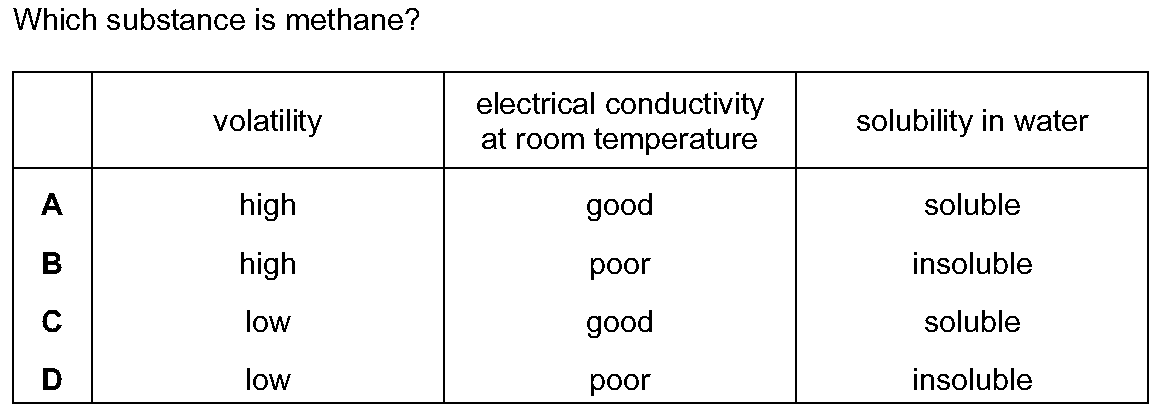 Which substance is methane?
volatility
electrical conductivity
at room temperature
solubility in water
A high good soluble
B high poor insoluble
C low good soluble
D low poor insoluble